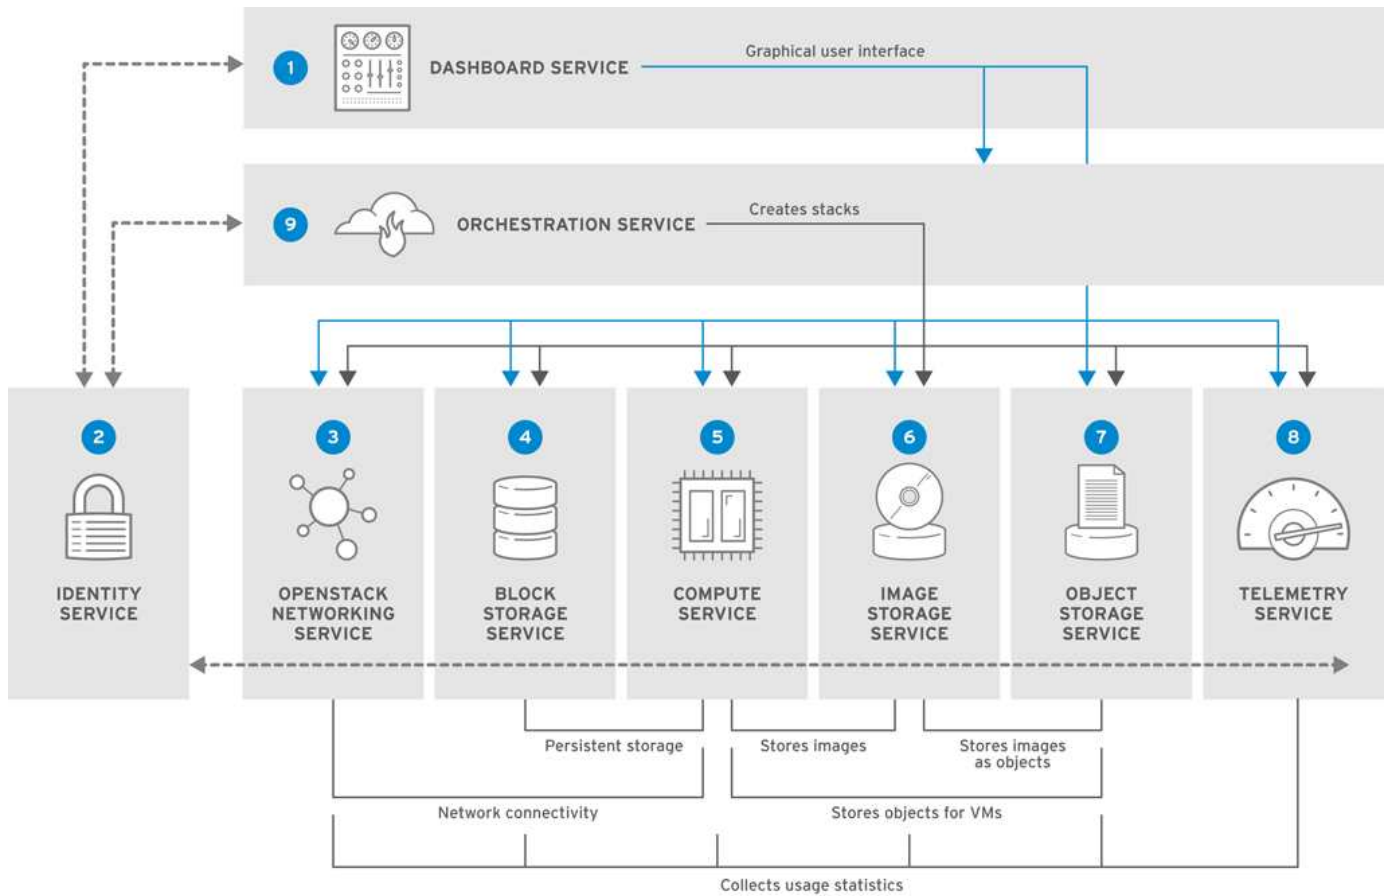 1
DASHBOARD SERVICE
Graphical user interface
9
ORCHESTRATION SERVICE
Creates stacks
2
IDENTITY
SERVICE
3
OPENSTACK
NETWORKING
SERVICE
4
BLOCK
STORAGE
SERVICE
5
COMPUTE
SERVICE
6
IMAGE
STORAGE
SERVICE
7
OBJECT
STORAGE
SERVICE
8
TELEMETRY
SERVICE
Persistent storage
Stores images
Stores images
as objects
Network connectivity
Stores objects for VMs
Collects usage statistics